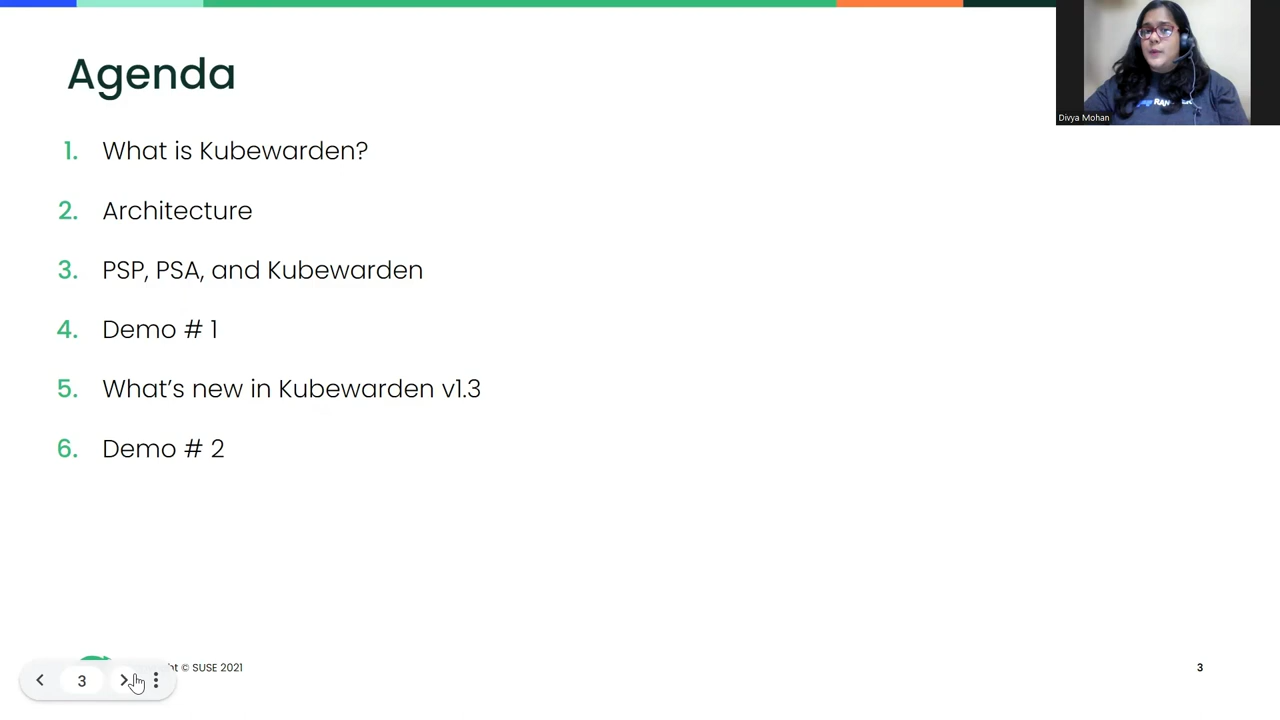 Agenda
1. What is Kubewarden?
2. Architecture
3. PSP, PSA, and Kubewarden
4. Demo # 1
5. What's new in Kubewarden v1.3
6. Demo # 2
Divya Mohan
3
© SUSE 2021
3